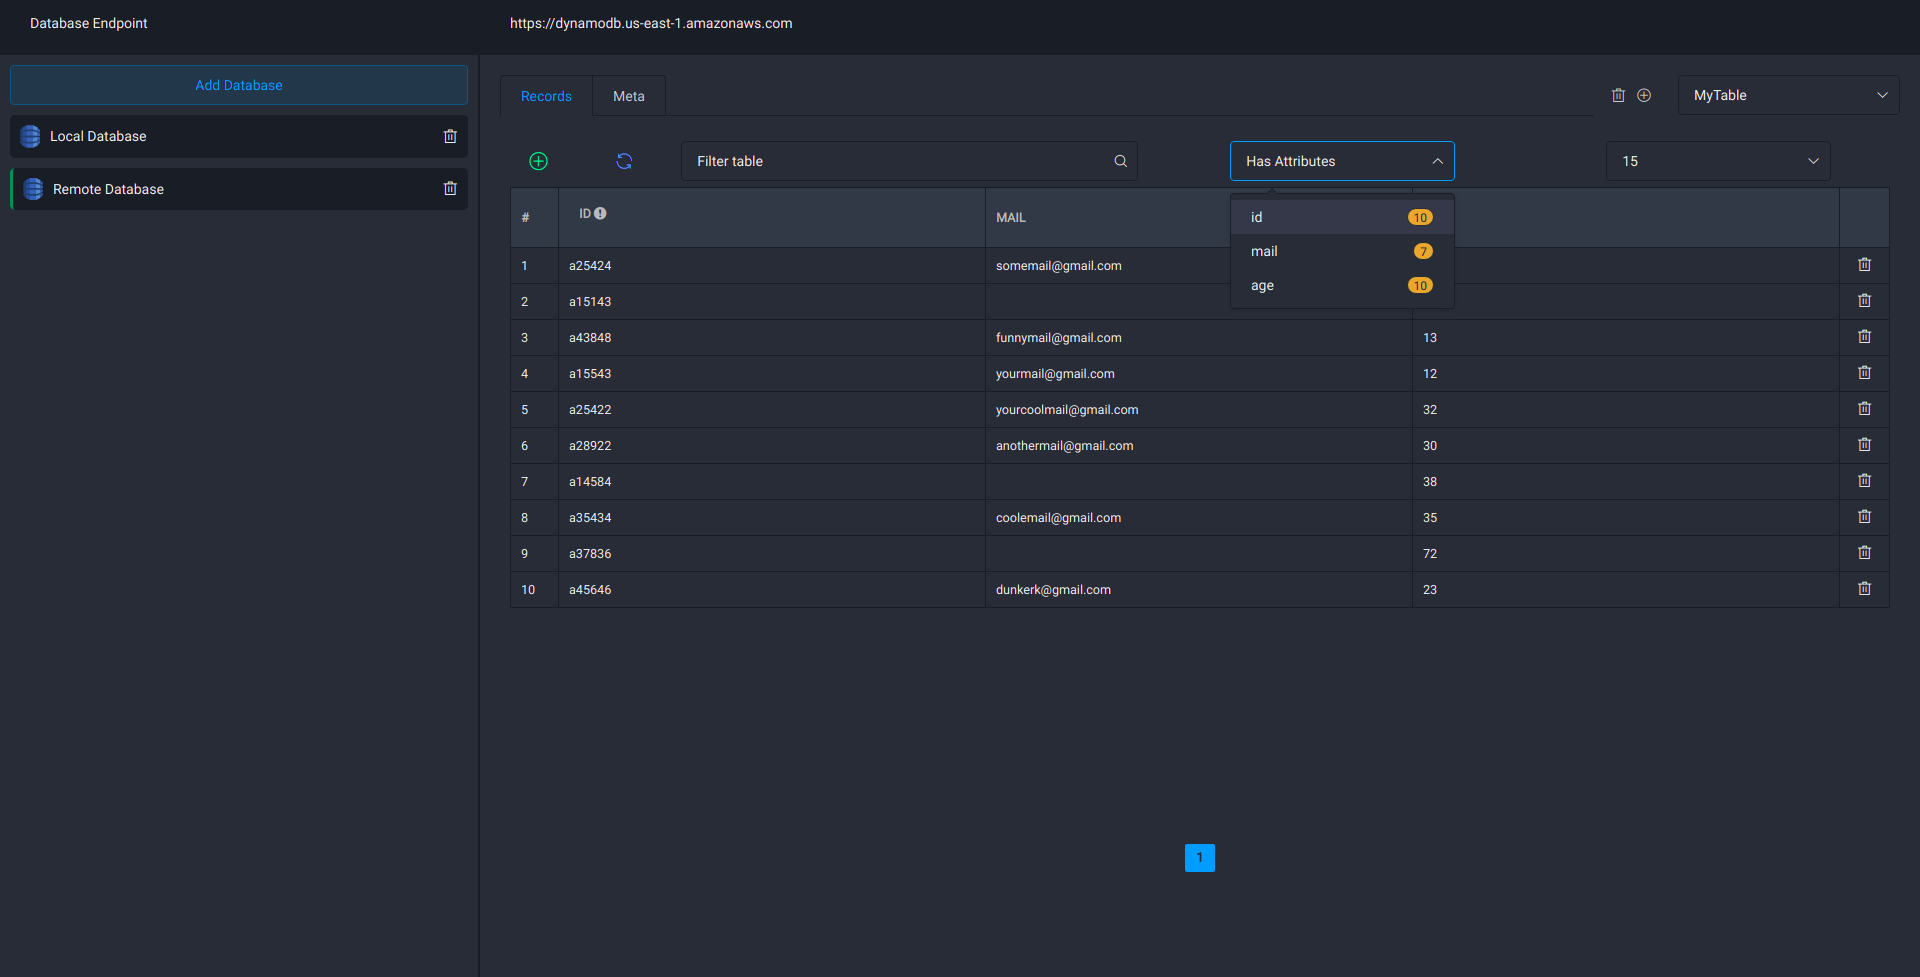 Database Endpoint
https://dynamodb.us-east-1.amazonaws.com
Add Database
Local Database
Remote Database
Records Meta
MyTable
Filter table
Has Attributes
15
id 10
mail 7
age 10
# ID MAIL
1 a25424 somemail@gmail.com
2 a15143
3 a43848 funnymail@gmail.com 13
4 a15543 yourmail@gmail.com 12
5 a25422 yourcoolmail@gmail.com 32
6 a28922 anothermail@gmail.com 30
7 a14584 38
8 a35434 coolemail@gmail.com 35
9 a37836 72
10 a45646 dunkerk@gmail.com 23
1